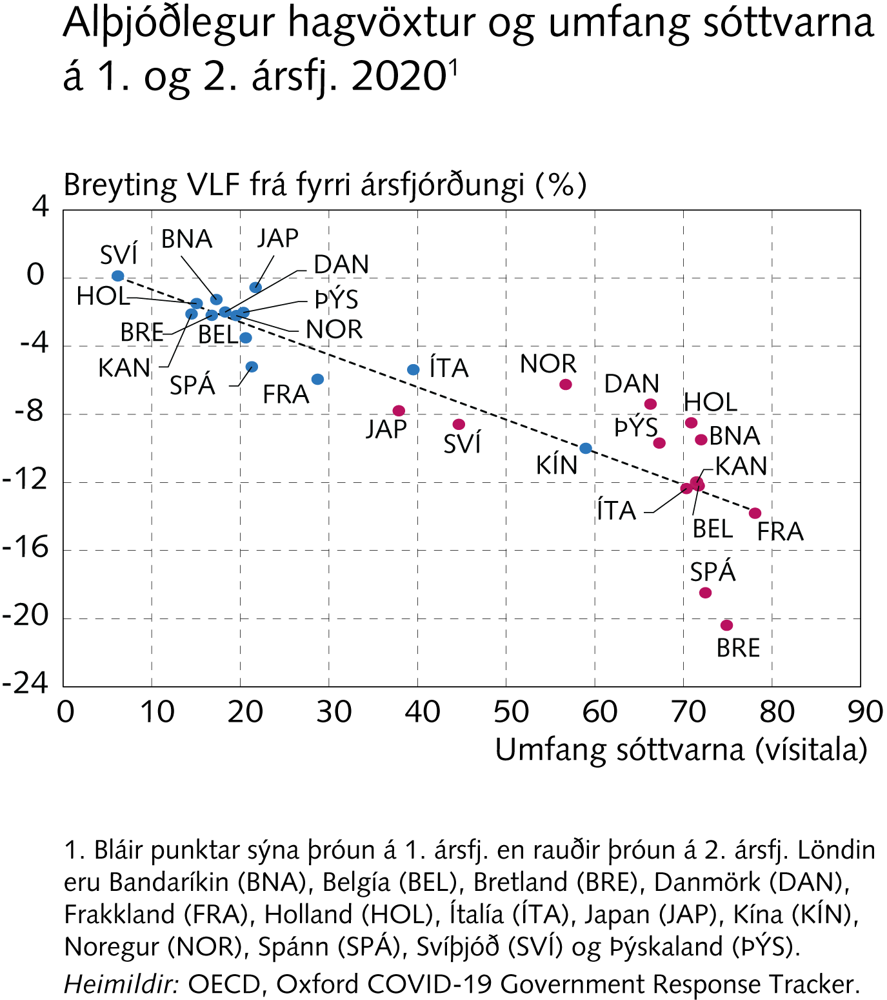 Alþjóðlegur hagvöxtur og umfang sóttvarna
á 1. og 2. ársfj. 2020¹
Breyting VLF frá fyrri ársfjórðungi (%)
4
0
-4
-8
-12
-16
-20
-24
SVÍ
BNA
JAP
DAN
HOL
ÞÝS
BRE
BEL
NOR
KAN
SPÁ
FRA
ÍTA
NOR
DAN
HOL
JAP
SVÍ
ÞÝS
BNA
KÍN
KAN
ÍTA
BEL
FRA
SPÁ
BRE
0 10 20 30 40 50 60 70 80 90
Umfang sóttvarna (vísitala)
1. Bláir punktar sýna þróun á 1. ársfj. en rauðir þróun á 2. ársfj. Löndin
eru Bandaríkin (BNA), Belgía (BEL), Bretland (BRE), Danmörk (DAN),
Frakkland (FRA), Holland (HOL), Ítalía (ÍTA), Japan (JAP), Kína (KÍN),
Noregur (NOR), Spánn (SPÁ), Svíþjóð (SVÍ) og Þýskaland (ÞÝS).
Heimildir: OECD, Oxford COVID-19 Government Response Tracker.